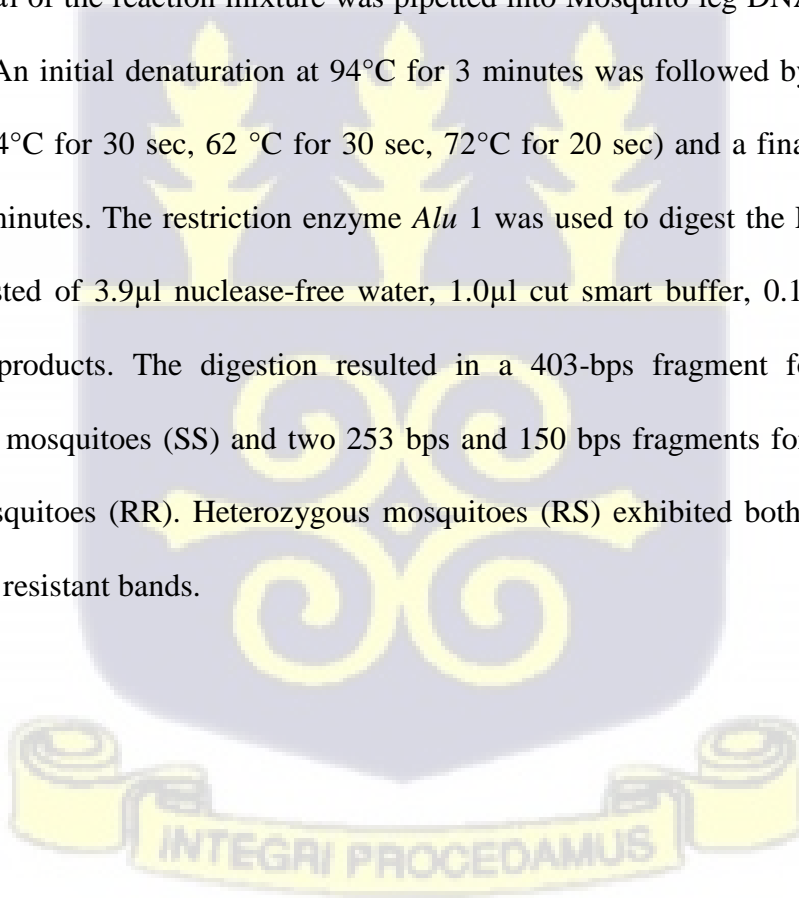 of the reaction mixture was pipetted into Mosquito leg DNA
An initial denaturation at 94°C for 3 minutes was followed by
4°C for 30 sec, 62 °C for 30 sec, 72°C for 20 sec) and a fina
minutes. The restriction enzyme Alu 1 was used to digest the
sted of 3.9µl nuclease-free water, 1.0µl cut smart buffer, 0.1
products. The digestion resulted in a 403-bps fragment fo
mosquitoes (SS) and two 253 bps and 150 bps fragments for
squitoes (RR). Heterozygous mosquitoes (RS) exhibited both
resistant bands.
INTEGRI PROCEDAMUS